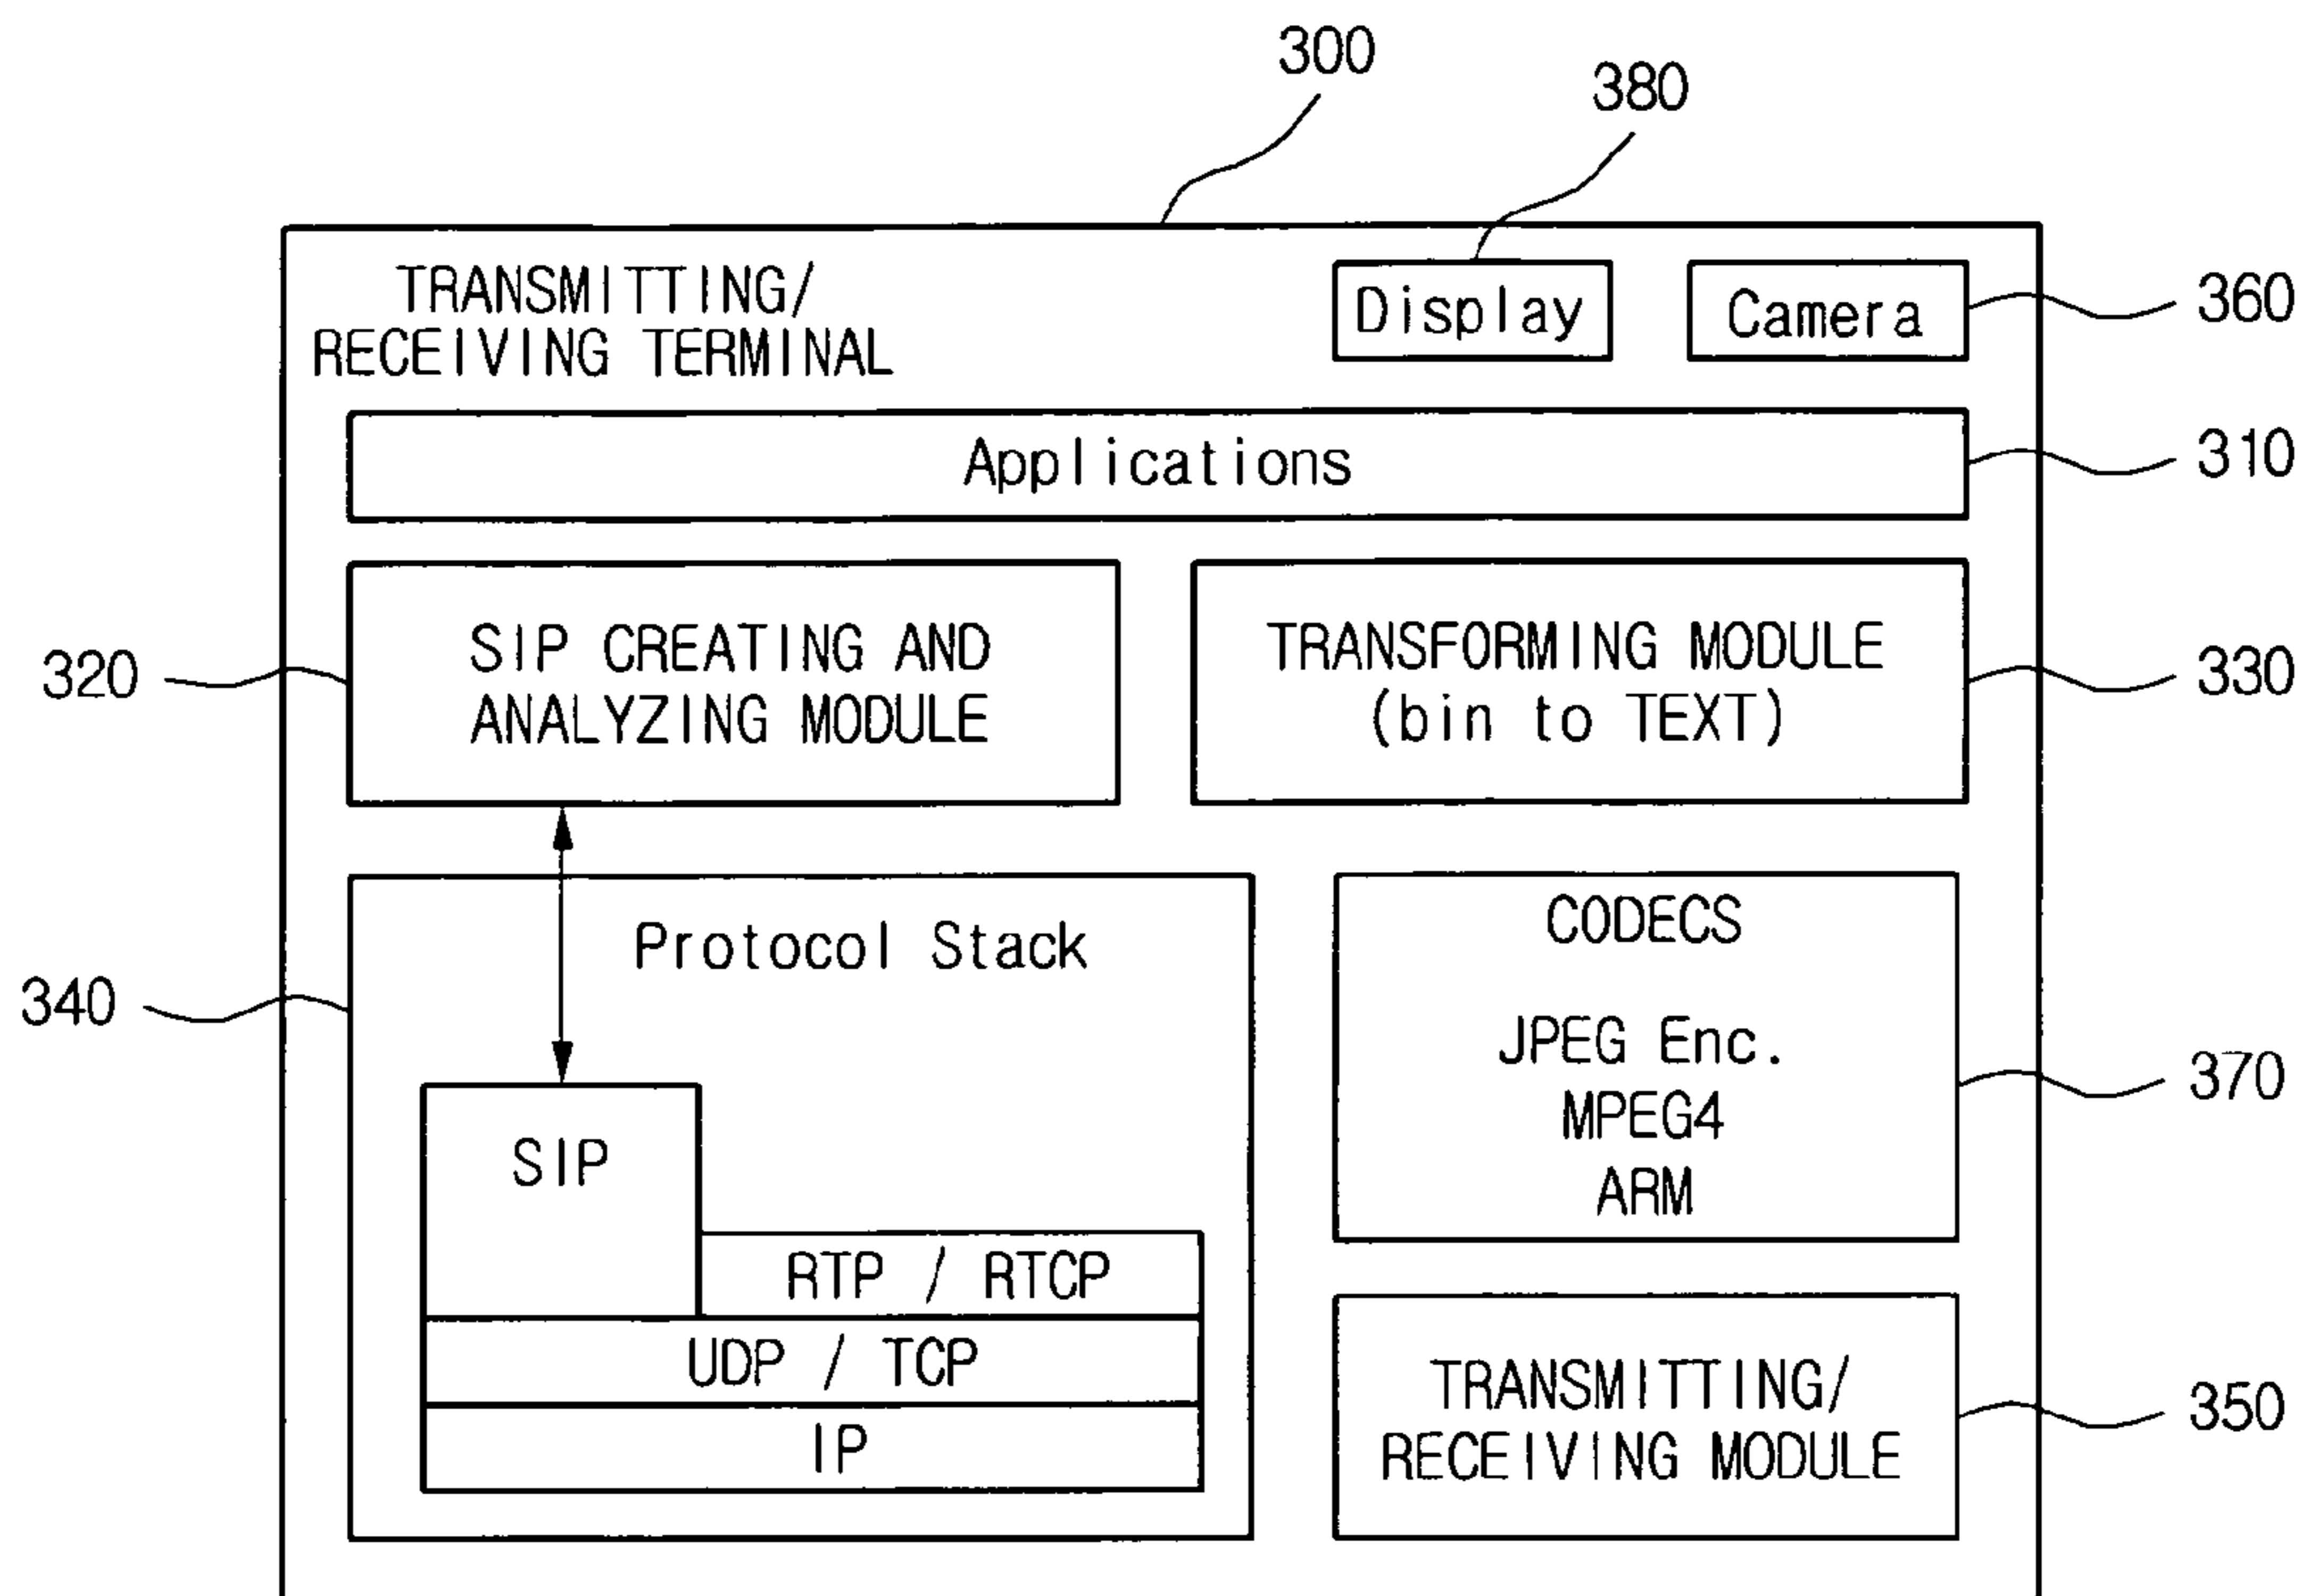 300
380
TRANSMITTING/
RECEIVING TERMINAL
Display
Camera
360
Applications
310
SIP CREATING AND
ANALYZING MODULE
320
TRANSFORMING MODULE
(bin to TEXT)
330
Protocol Stack
340
SIP
RTP / RTCP
UDP / TCP
IP
CODECS
JPEG Enc.
MPEG4
ARM
370
TRANSMITTING/
RECEIVING MODULE
350